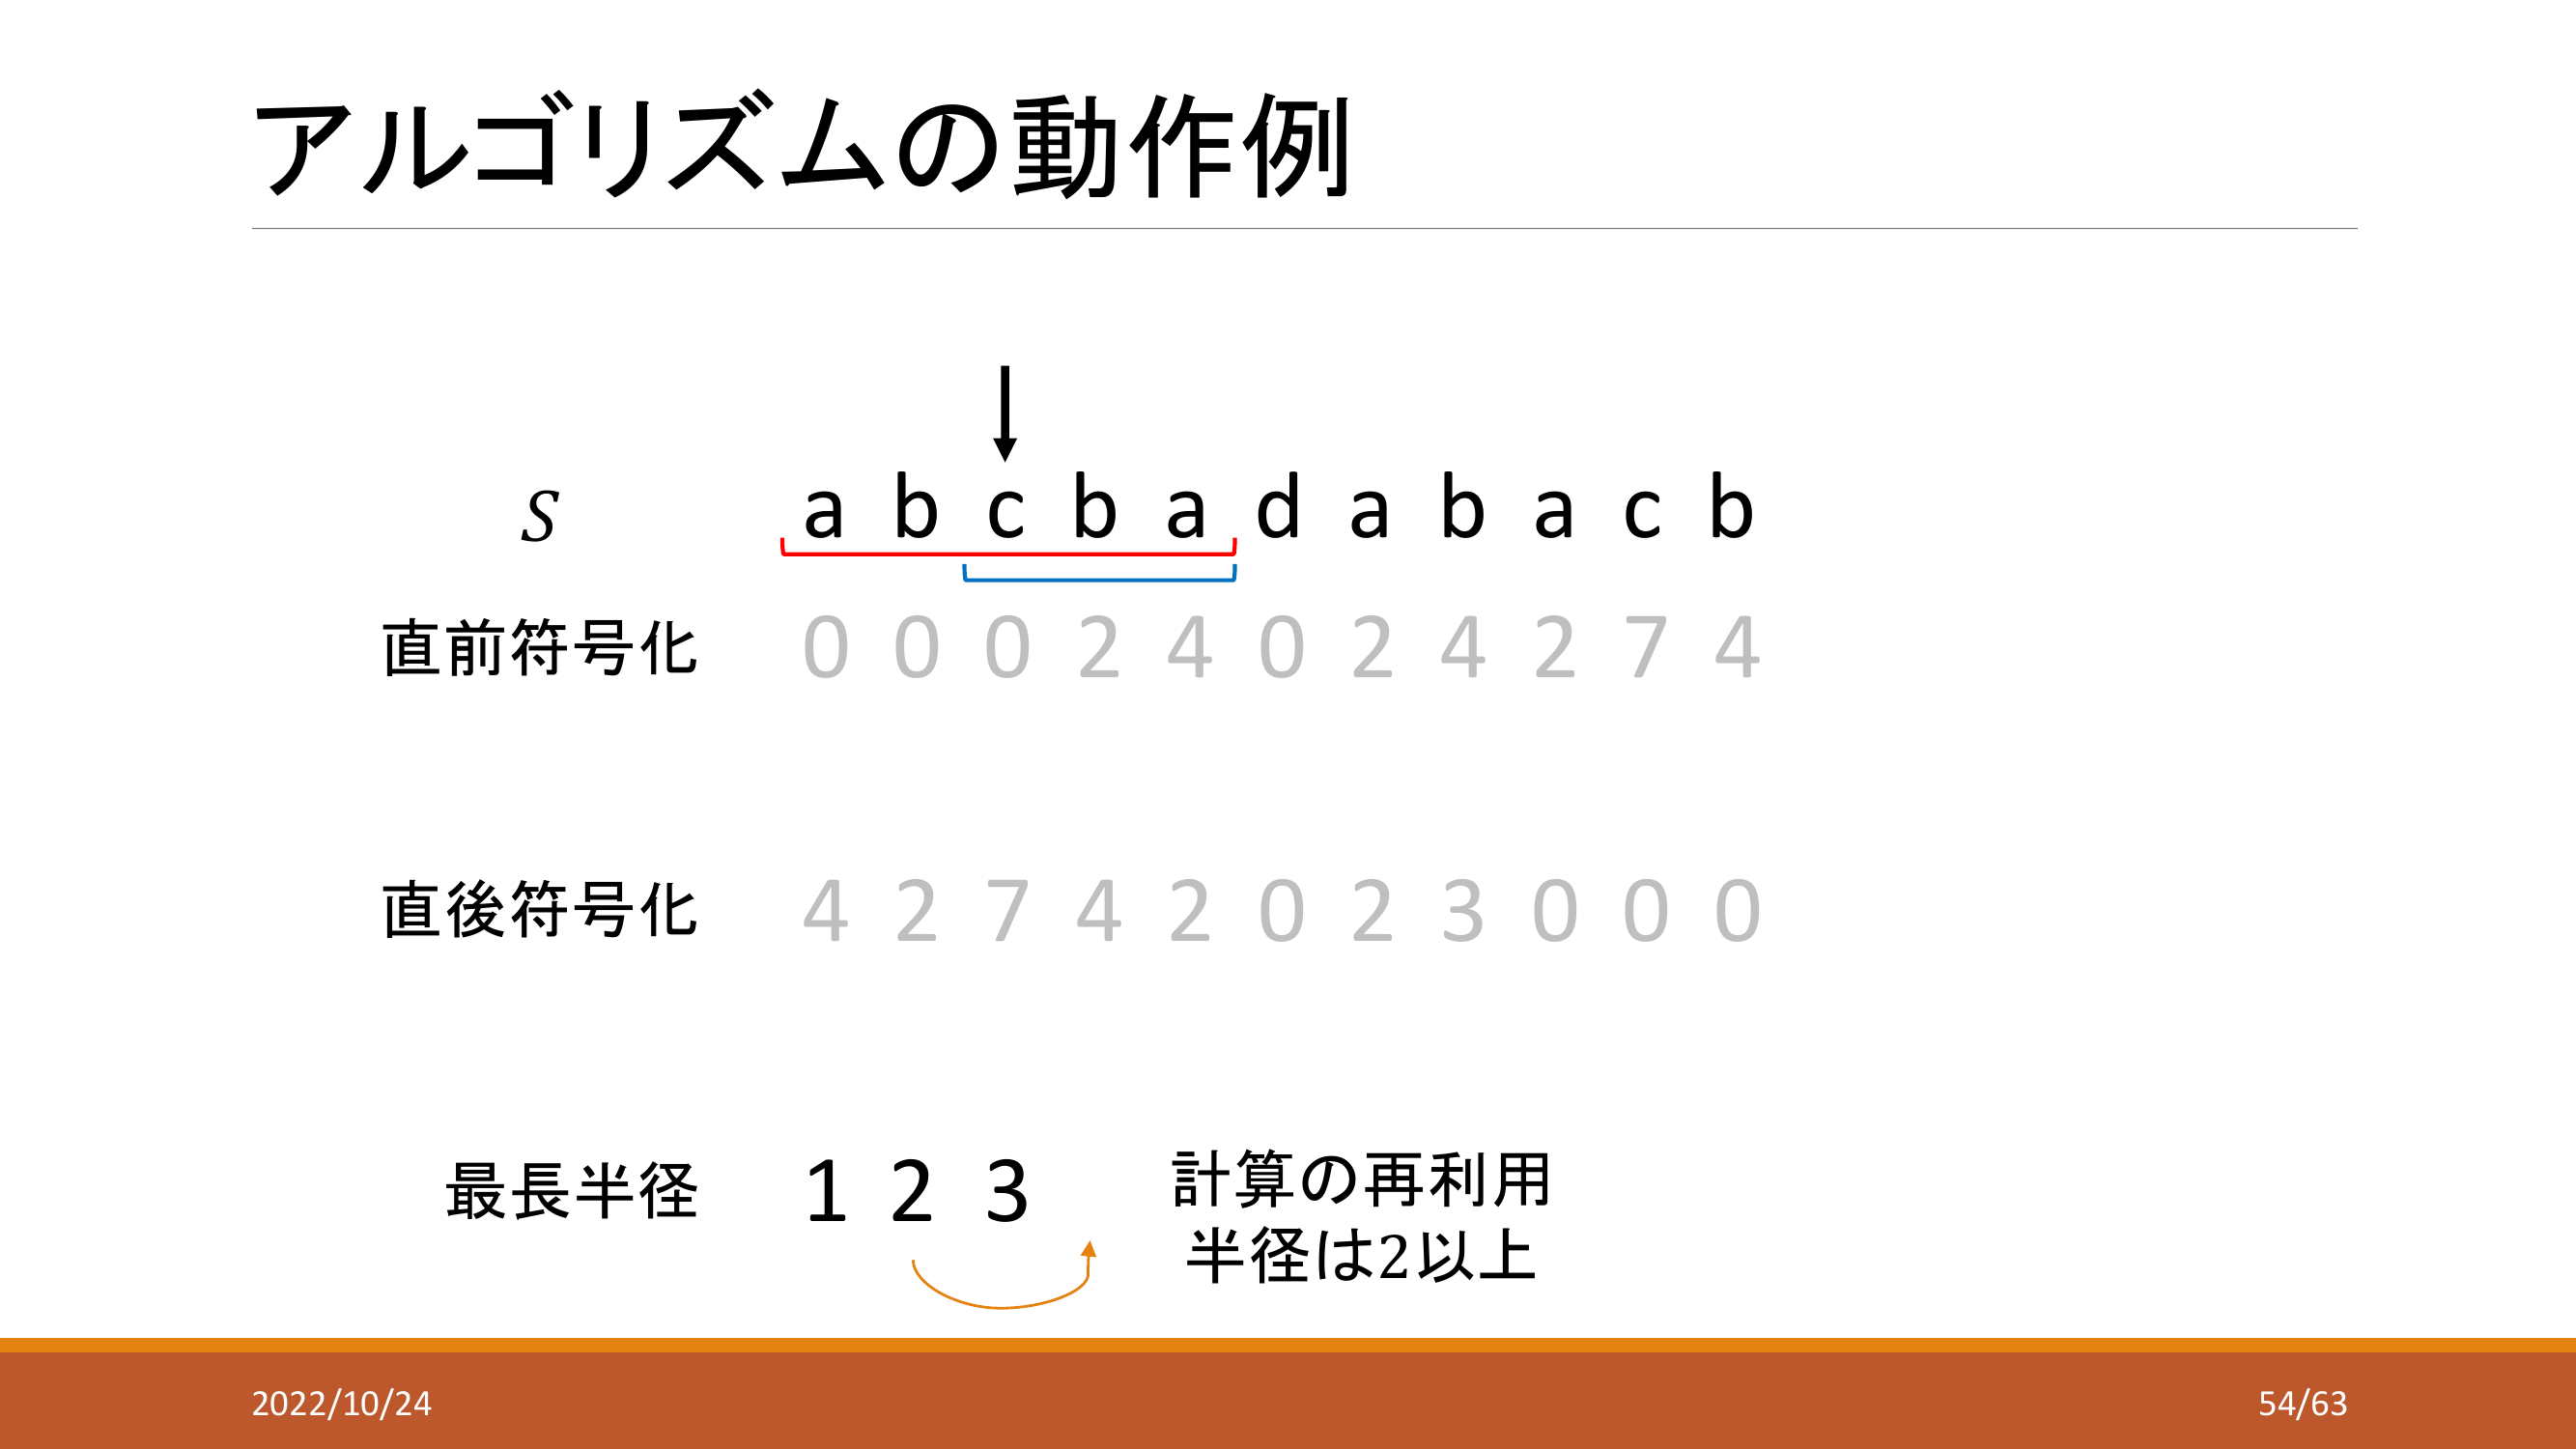 アルゴリズムの動作例
S a b c b a d a b a c b
直前符号化 0 0 0 2 4 0 2 4 2 7 4
直後符号化 4 2 7 4 2 0 2 3 0 0 0
最長半径 1 2 3
計算の再利用
半径は2以上
2022/10/24
54/63